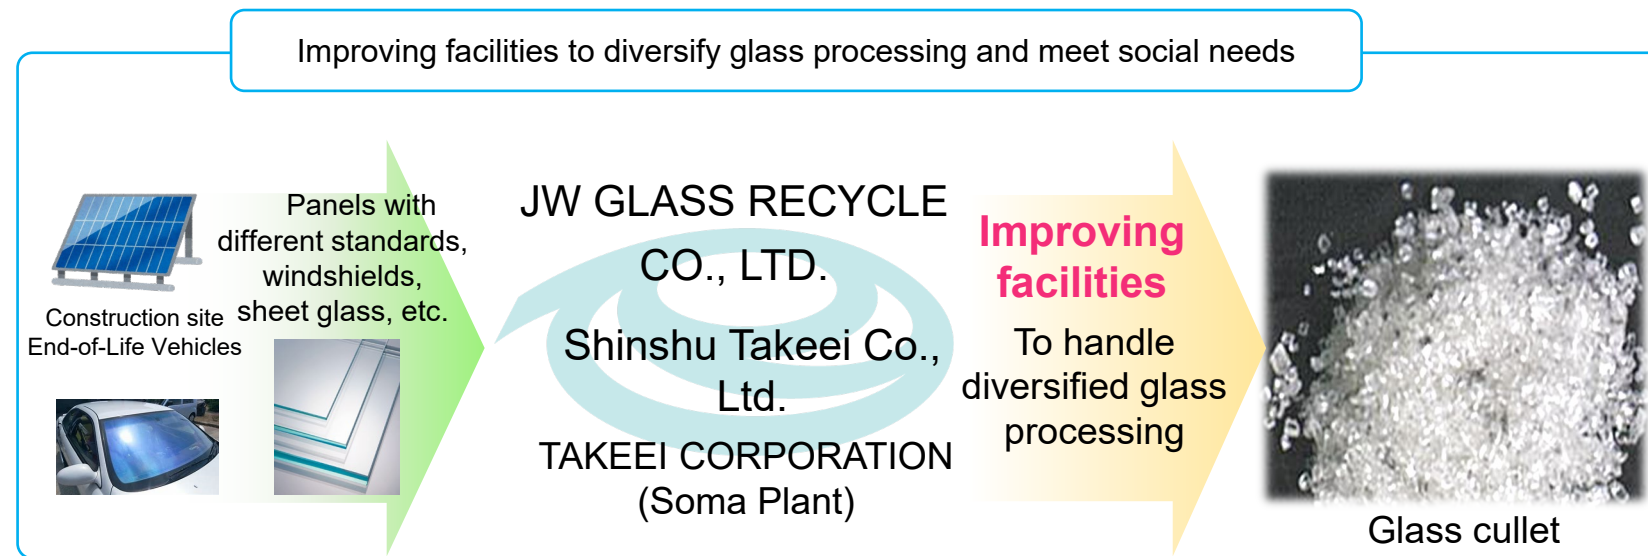 Improving facilities to diversify glass processing and meet social needs
Panels with
different standards,
windshields,
sheet glass, etc.
Construction site
End-of-Life Vehicles
JW GLASS RECYCLE
CO., LTD.
Shinshu Takeei Co.,
Ltd.
TAKEEI CORPORATION
(Soma Plant)
Improving
facilities
To handle
diversified glass
processing
Glass cullet